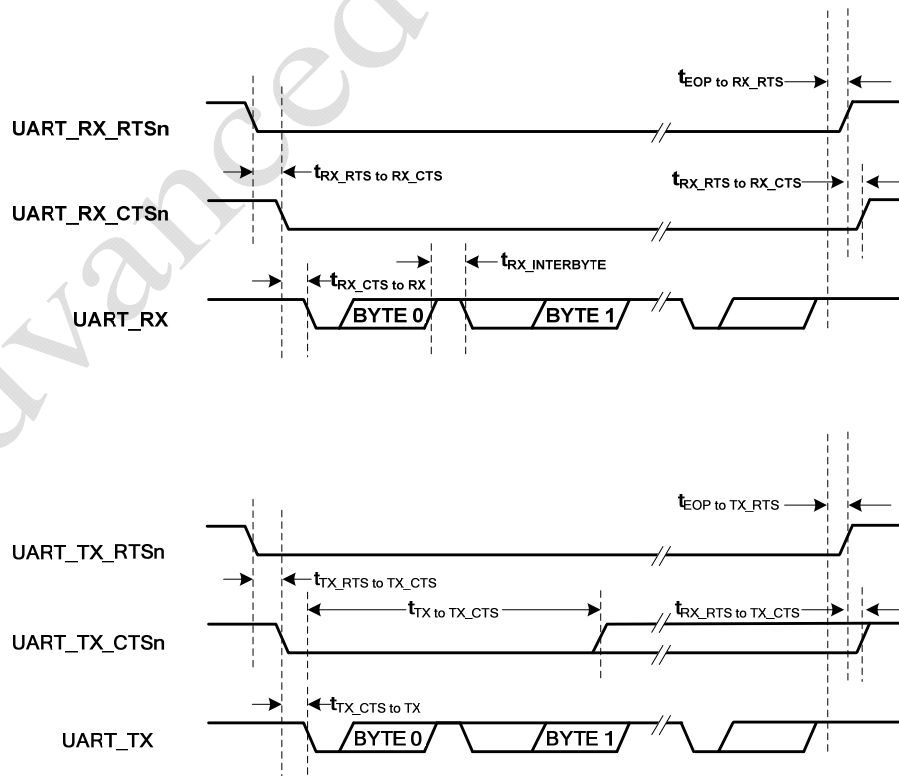 Advanced
tEOP to RX_RTS
UART_RX_RTSn
tRX_RTS to RX_CTS
tRX_RTS to RX_CTS
UART_RX_CTSn
tRX_INTERBYTE
tRX_CTS to RX
UART_RX
BYTE 0
BYTE 1
tEOP to TX_RTS
UART_TX_RTSn
tTX_RTS to TX_CTS
tTX to TX_CTS
tRX_RTS to TX_CTS
UART_TX_CTSn
tTX_CTS to TX
UART_TX
BYTE 0
BYTE 1